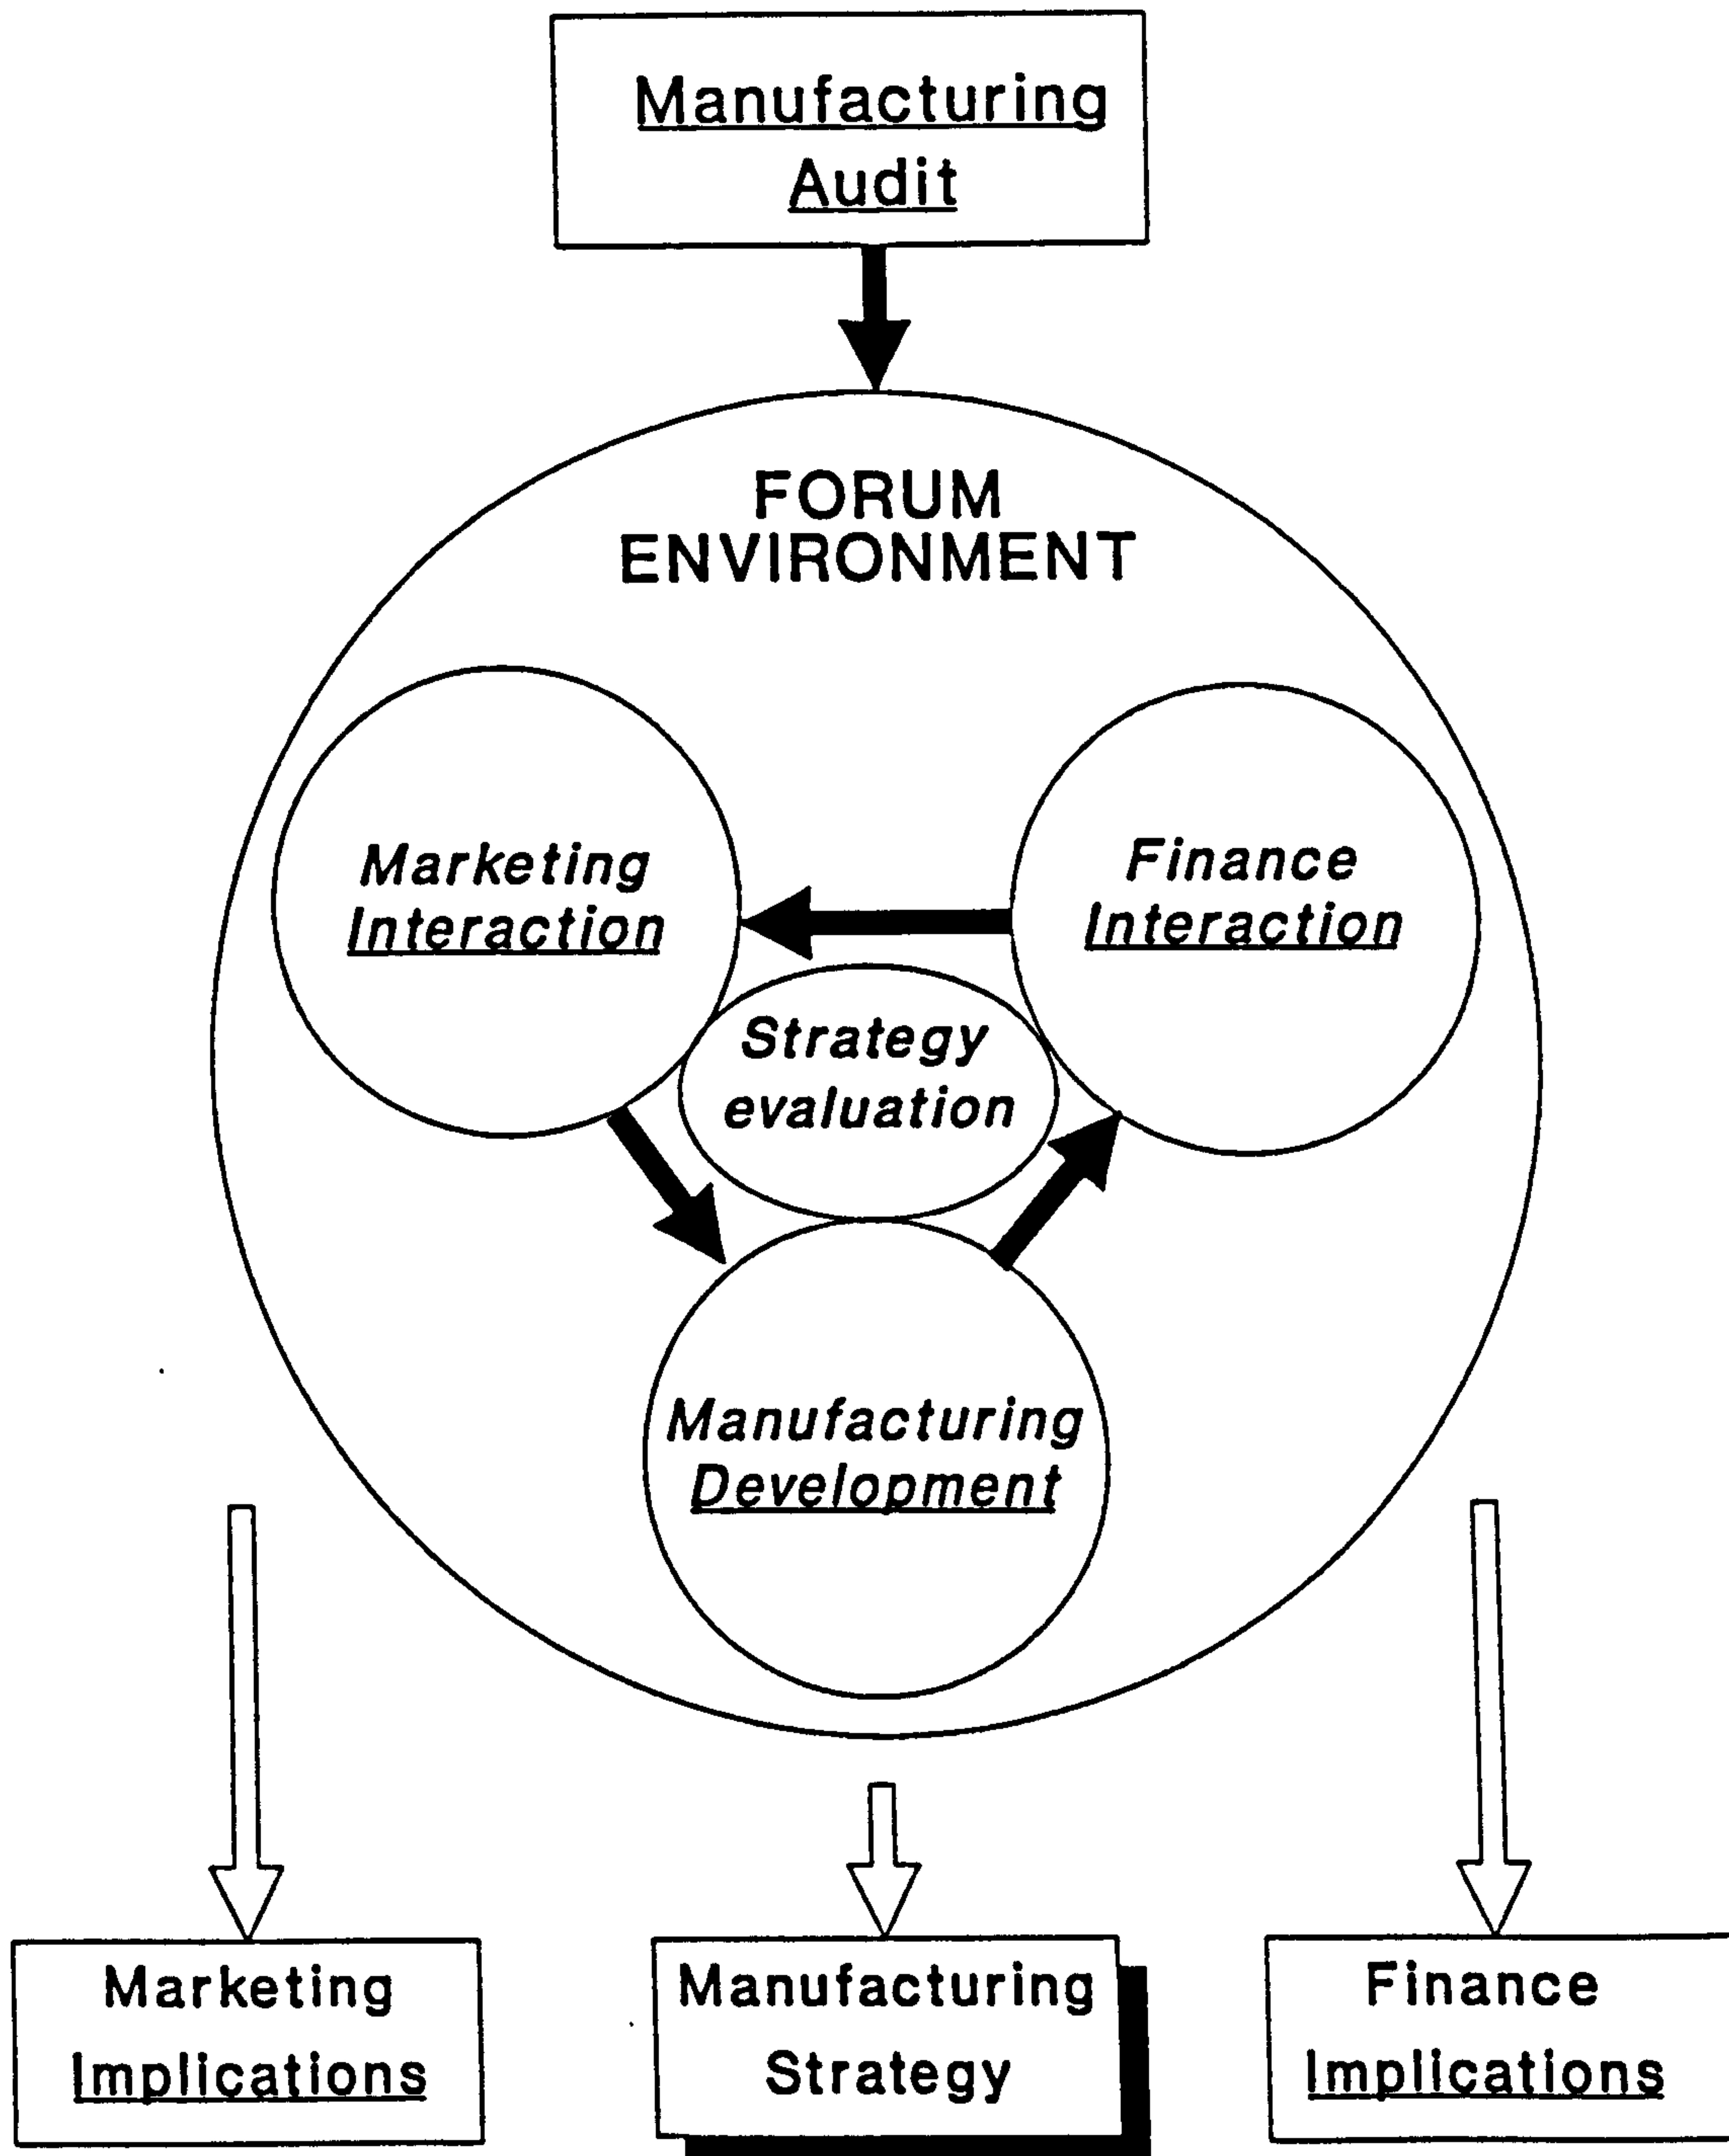 Manufacturing
Audit
FORUM
ENVIRONMENT
Marketing
Interaction
Finance
Interaction
Strategy
evaluation
Manufacturing
Development
Marketing
Implications
Manufacturing
Strategy
Finance
Implications